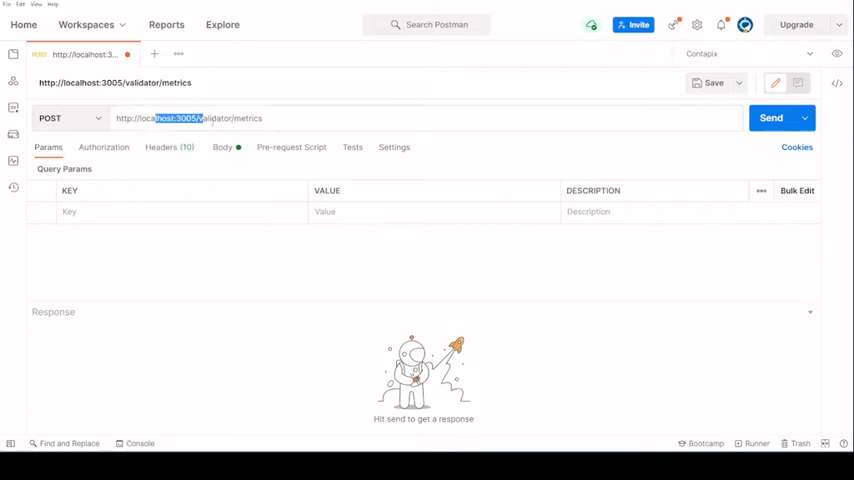 File Edit View Help
Home Workspaces Reports Explore Search Postman Invite Upgrade
POST http://localhost:3... Contapix
http://localhost:3005/validator/metrics Save
POST http://localhost:3005/validator/metrics Send
Params Authorization Headers (10) Body Pre-request Script Tests Settings Cookies
Query Params
KEY VALUE DESCRIPTION Bulk Edit
Key Value Description
Response
Hit send to get a response
Find and Replace Console Bootcamp Runner Trash